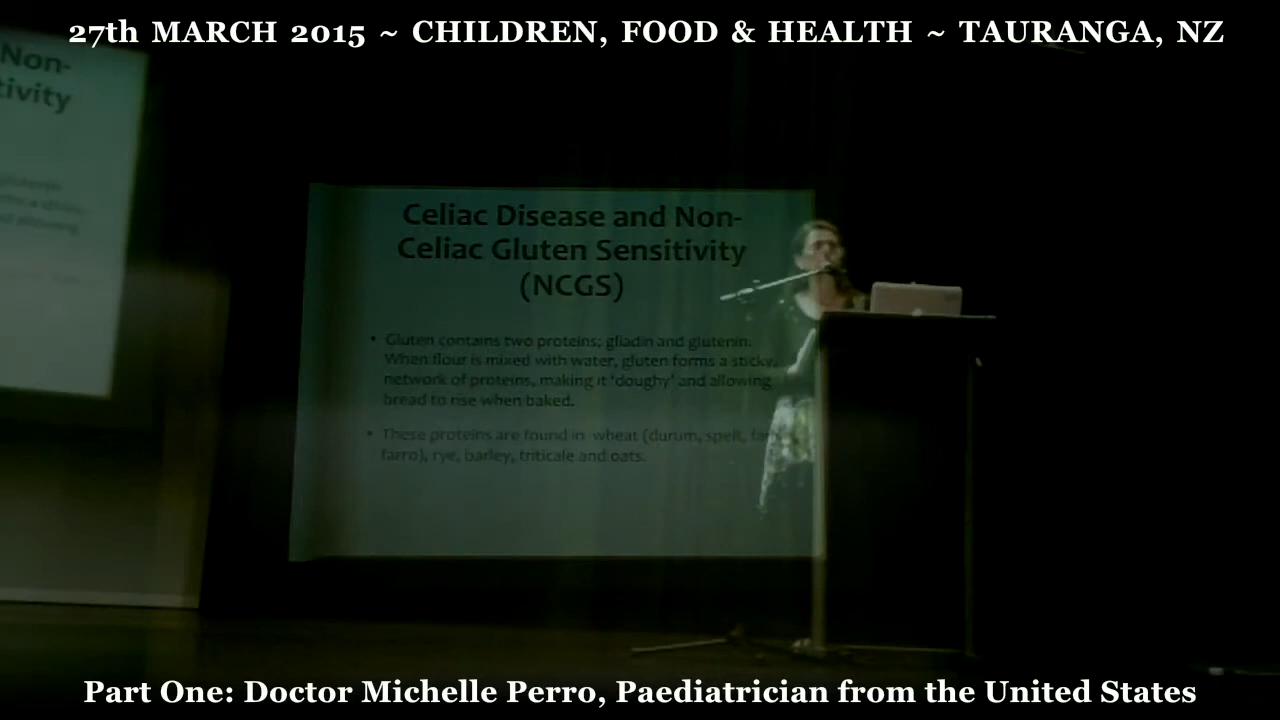 27th MARCH 2015 ~ CHILDREN, FOOD & HEALTH ~ TAURANGA, NZ
Non-
tivity
Celiac Disease and Non-
Celiac Gluten Sensitivity
(NCGS)
• Gluten contains two proteins; gliadin and glutenin.
When flour is mixed with water, gluten forms a sticky,
network of proteins, making it 'doughy' and allowing
bread to rise when baked.
• These proteins are found in wheat (durum, spelt,
farro), rye, barley, triticale and oats.
Part One: Doctor Michelle Perro, Paediatrician from the United States